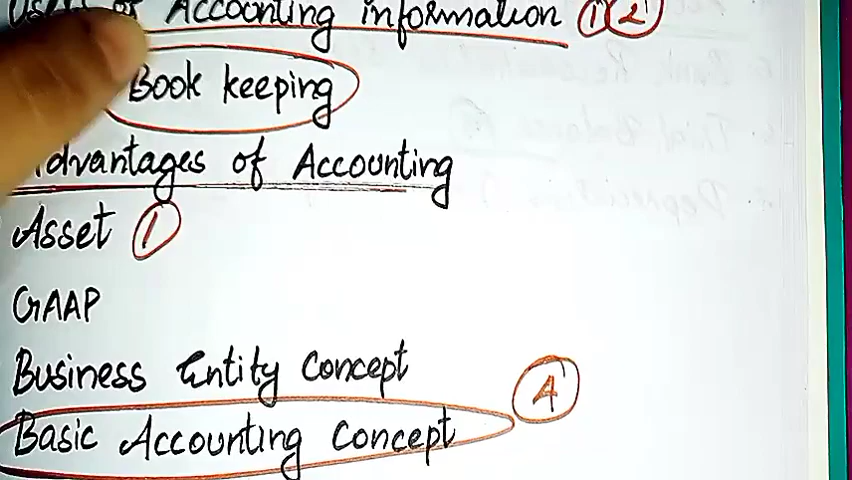 of Accounting information ① ②
Book keeping
Advantages of Accounting
Asset ①
GAAP
Business Entity Concept
④
Basic Accounting Concept